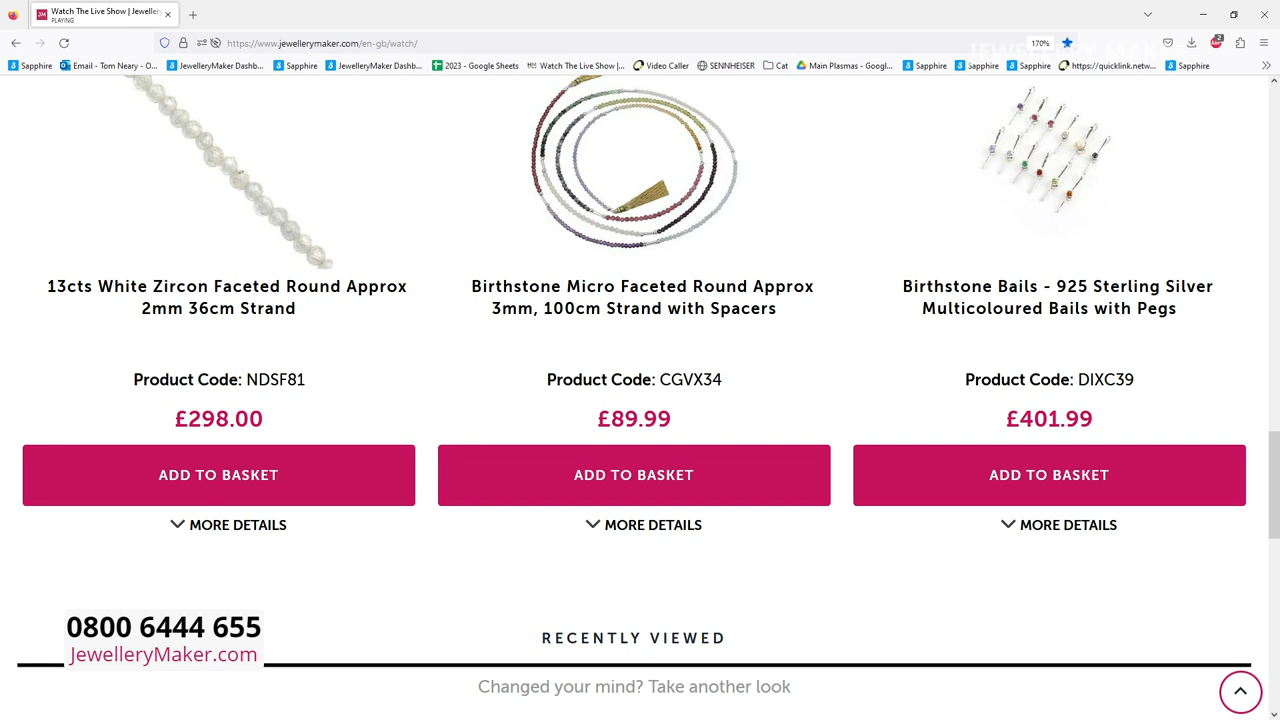 Watch The Live Show | Jewellery
PLAYING
https://www.jewellerymaker.com/en-gb/watch/
170%
2
Sapphire
Email - Tom Neary - O...
JewelleryMaker Dashb...
Sapphire
JewelleryMaker Dashb...
2023 - Google Sheets
Watch The Live Show |...
Video Caller
SENNHEISER
Cat
Main Plasmas - Googl...
Sapphire
Sapphire
Sapphire
https://quicklink.netw...
Sapphire
13cts White Zircon Faceted Round Approx
2mm 36cm Strand
Product Code: NDSF81
£298.00
ADD TO BASKET
MORE DETAILS
Birthstone Micro Faceted Round Approx
3mm, 100cm Strand with Spacers
Product Code: CGVX34
£89.99
ADD TO BASKET
MORE DETAILS
Birthstone Bails - 925 Sterling Silver
Multicoloured Bails with Pegs
Product Code: DIXC39
£401.99
ADD TO BASKET
MORE DETAILS
0800 6444 655
JewelleryMaker.com
RECENTLY VIEWED
Changed your mind? Take another look